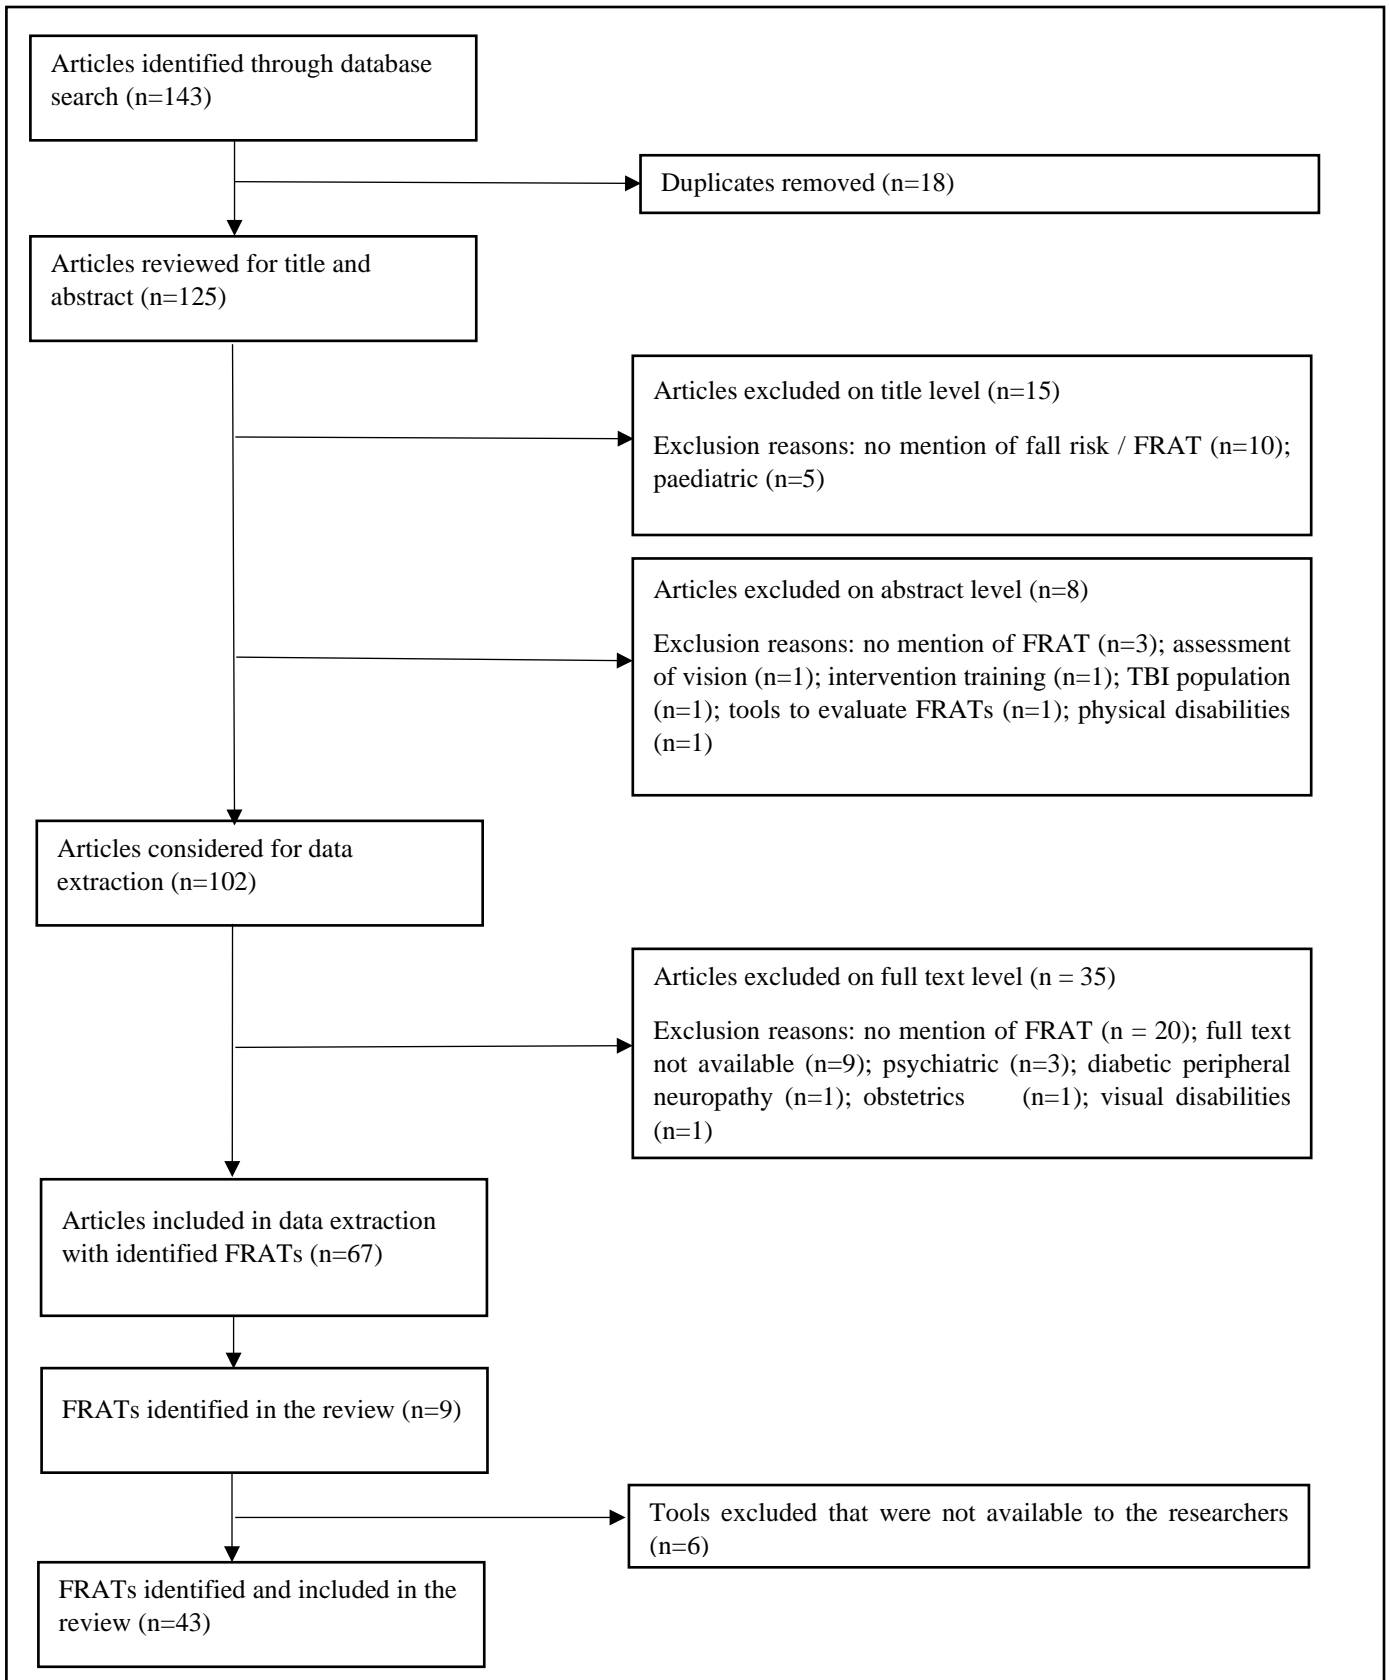 Articles identified through database
search (n=143)
Duplicates removed (n=18)
Articles reviewed for title and
abstract (n=125)
Articles excluded on title level (n=15)
Exclusion reasons: no mention of fall risk / FRAT (n=10);
paediatric (n=5)
Articles excluded on abstract level (n=8)
Exclusion reasons: no mention of FRAT (n=3); assessment
of vision (n=1); intervention training (n=1); TBI population
(n=1); tools to evaluate FRATs (n=1); physical disabilities
(n=1)
Articles considered for data
extraction (n=102)
Articles excluded on full text level (n = 35)
Exclusion reasons: no mention of FRAT (n = 20); full text
not available (n=9); psychiatric (n=3); diabetic peripheral
neuropathy (n=1); obstetrics (n=1); visual disabilities
(n=1)
Articles included in data extraction
with identified FRATs (n=67)
FRATs identified in the review (n=9)
Tools excluded that were not available to the researchers
(n=6)
FRATs identified and included in the
review (n=43)